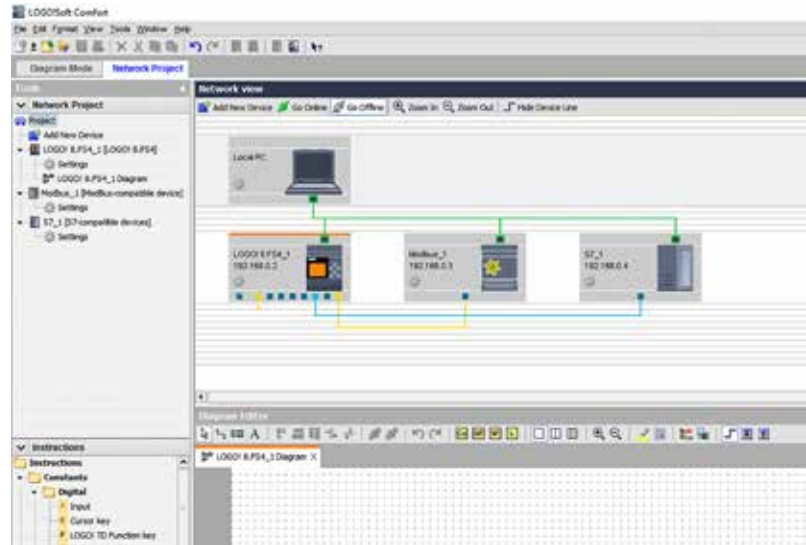 LOGO!Soft Comfort
File Edit Format View Tools Window Help
Diagram Mode Network Project
Tools
Network Project
Project
Add New Device
LOGO! 8.FS4_1 [LOGO! 8.FS4]
Settings
LOGO! 8.FS4_1 Diagram
Modbus_1 [Modbus-compatible device]
Settings
S7_1 [S7-compatible devices]
Settings
Instructions
Instructions
Constants
Digital
Input
Cursor key
LOGO! TD Function key
Network view
Add New Device Go Online Go Offline Zoom In Zoom Out Hide Device Line
Local PC
LOGO! 8.FS4_1
192.168.0.2
Modbus_1
192.168.0.3
S7_1
192.168.0.4
Diagram Editor
LOGO! 8.FS4_1 Diagram